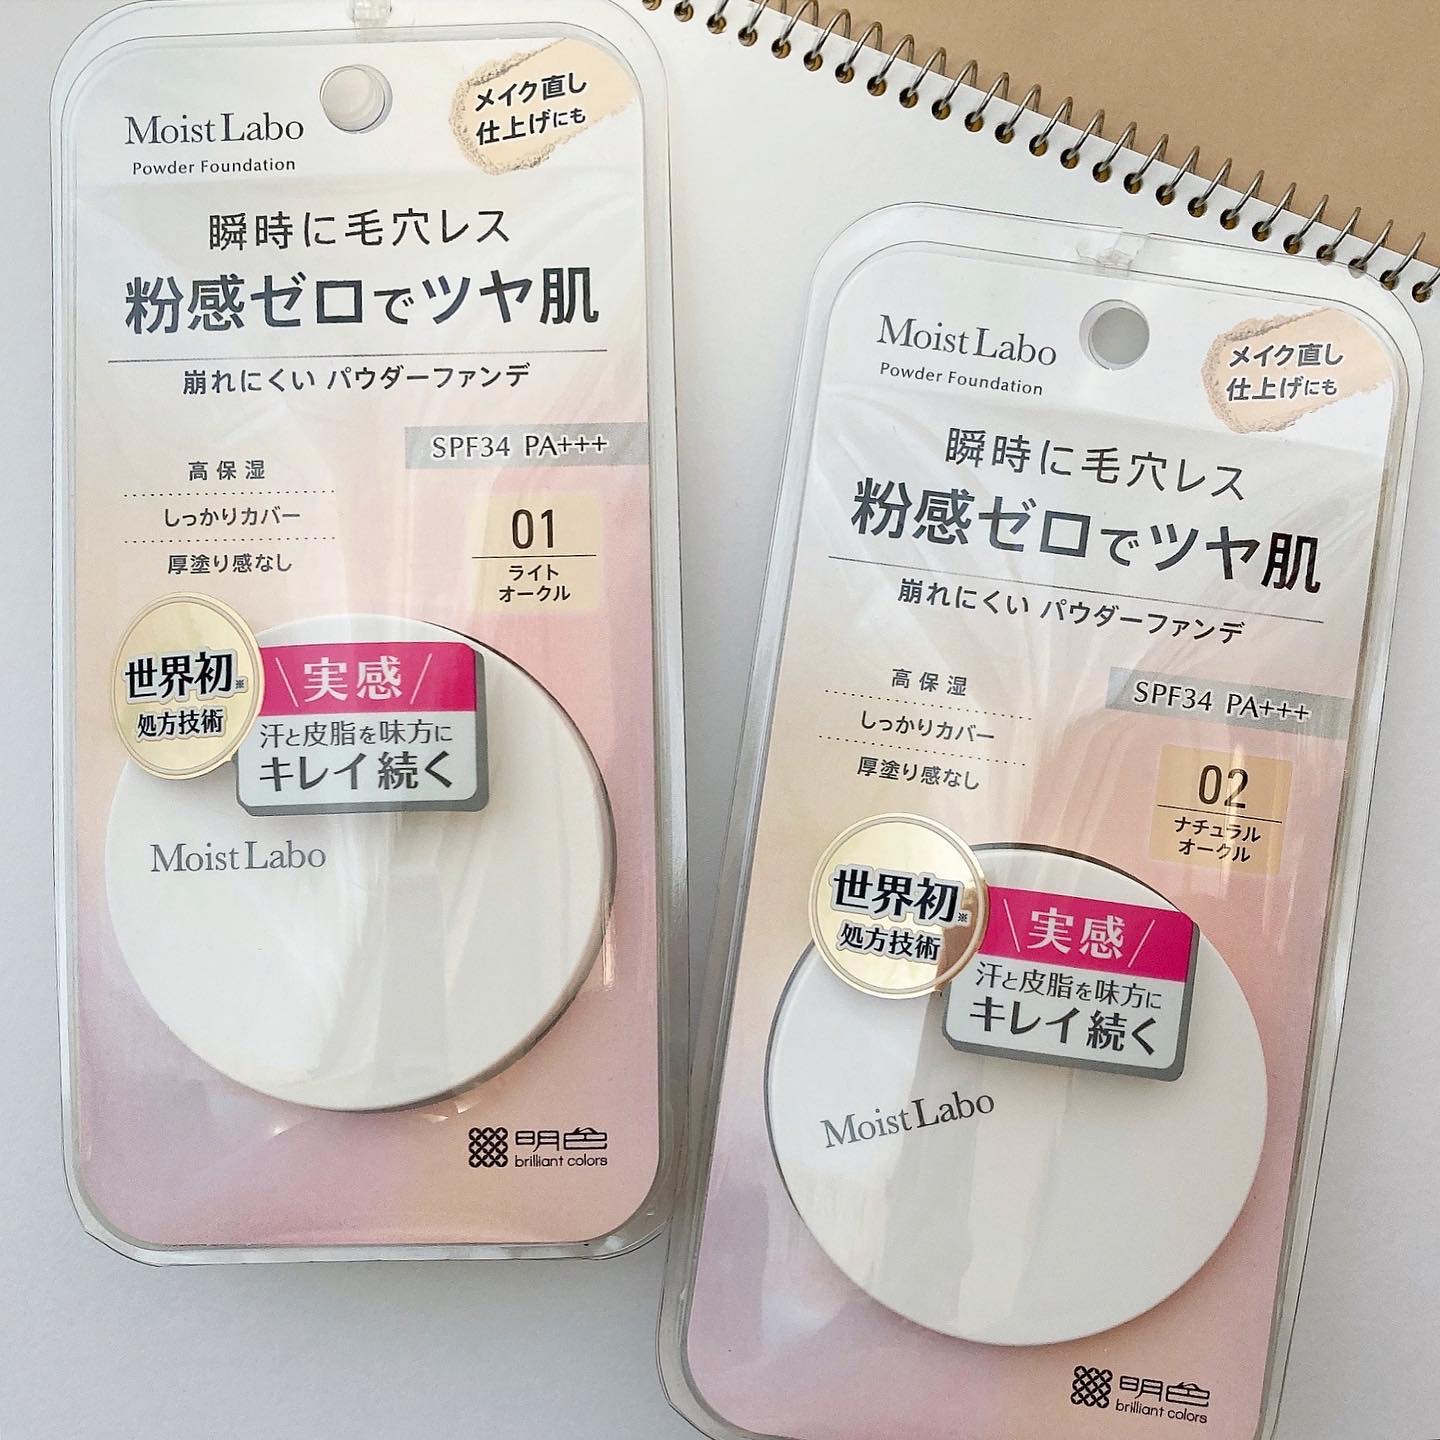 Moist Labo
Powder Foundation
メイク直し
仕上げにも
瞬時に毛穴レス
粉感ゼロでツヤ肌
崩れにくい パウダーファンデ
SPF34 PA+++
高保湿
しっかりカバー
厚塗り感なし
01
ライト
オークル
世界初※
処方技術
\実感/
汗と皮脂を味方に
キレイ続く
Moist Labo
明色
brilliant colors
Moist Labo
Powder Foundation
メイク直し
仕上げにも
瞬時に毛穴レス
粉感ゼロでツヤ肌
崩れにくい パウダーファンデ
SPF34 PA+++
高保湿
しっかりカバー
厚塗り感なし
02
ナチュラル
オークル
世界初※
処方技術
\実感/
汗と皮脂を味方に
キレイ続く
Moist Labo
明色
brilliant colors